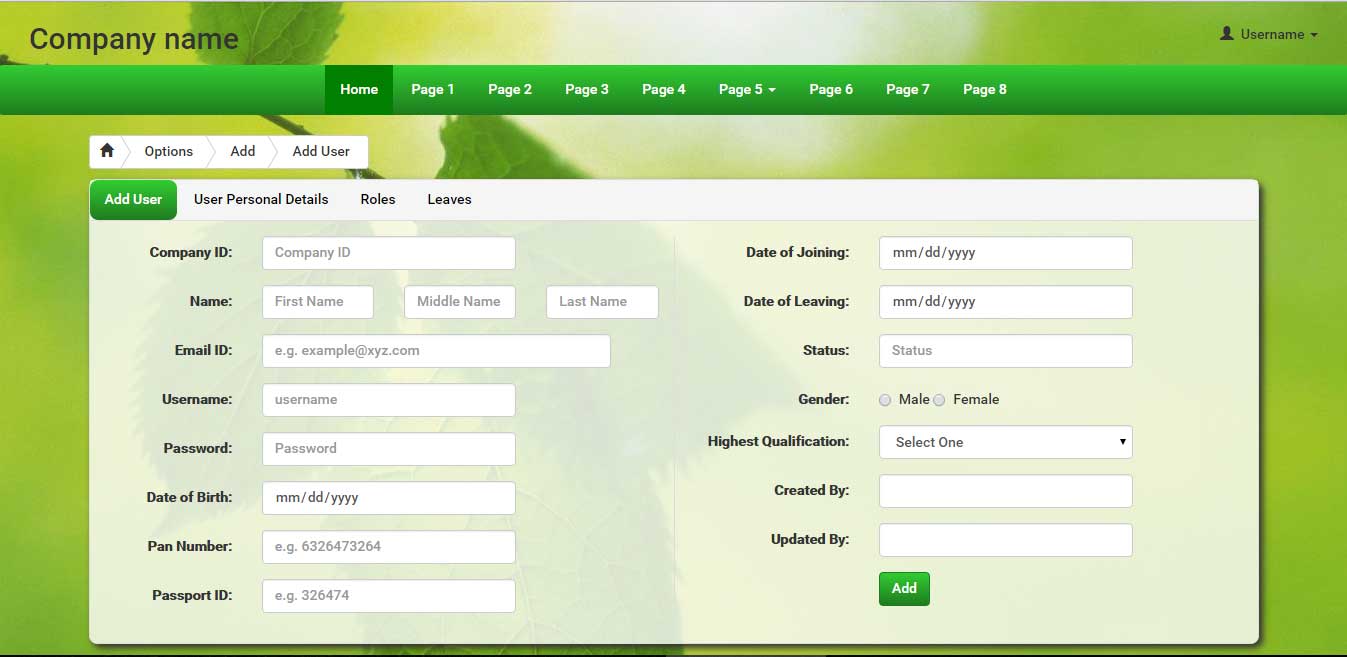 Company name
Username
Home Page 1 Page 2 Page 3 Page 4 Page 5 Page 6 Page 7 Page 8
Options Add Add User
Add User User Personal Details Roles Leaves
Company ID: Company ID
Name: First Name Middle Name Last Name
Email ID: e.g. example@xyz.com
Username: username
Password: Password
Date of Birth: mm/dd/yyyy
Pan Number: e.g. 6326473264
Passport ID: e.g. 326474
Date of Joining: mm/dd/yyyy
Date of Leaving: mm/dd/yyyy
Status: Status
Gender: Male Female
Highest Qualification: Select One
Created By:
Updated By:
Add